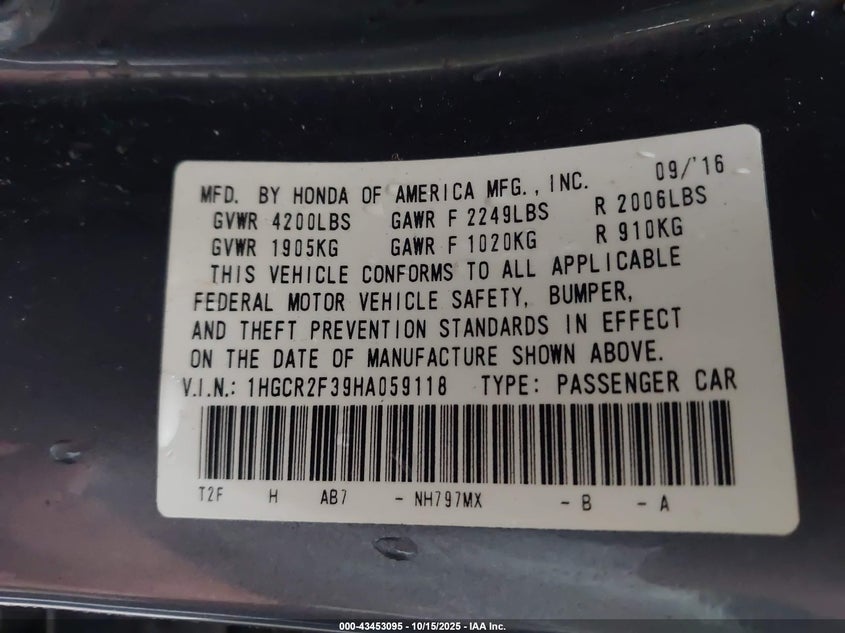 MFD. BY HONDA OF AMERICA MFG., INC. 09/'16
GVWR 4200LBS GAWR F 2249LBS R 2006LBS
GVWR 1905KG GAWR F 1020KG R 910KG
THIS VEHICLE CONFORMS TO ALL APPLICABLE
FEDERAL MOTOR VEHICLE SAFETY, BUMPER,
AND THEFT PREVENTION STANDARDS IN EFFECT
ON THE DATE OF MANUFACTURE SHOWN ABOVE.
V.I.N.: 1HGCR2F39HA059118 TYPE: PASSENGER CAR
T2F H AB7 - NH797MX - B - A
000-43453095 - 10/15/2025 - IAA Inc.